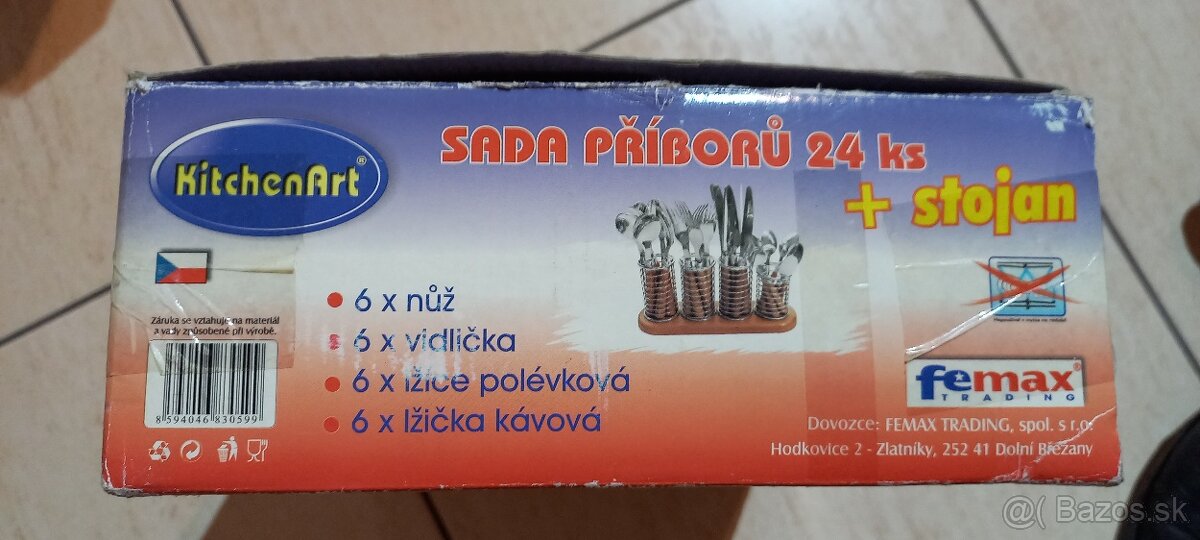 KitchenArt®
SADA PŘÍBORŮ 24 ks
+ stojan
6 x nůž
6 x vidlička
6 x lžíce polévková
6 x lžička kávová
Záruka se vztahuje na materiál
a vady způsobené při výrobě.
8 594046 830599
femax®
TRADING
Dovozce: FEMAX TRADING, spol. s r.o.
Hodkovice 2 - Zlatníky, 252 41 Dolní Břežany
@( Bazos.sk